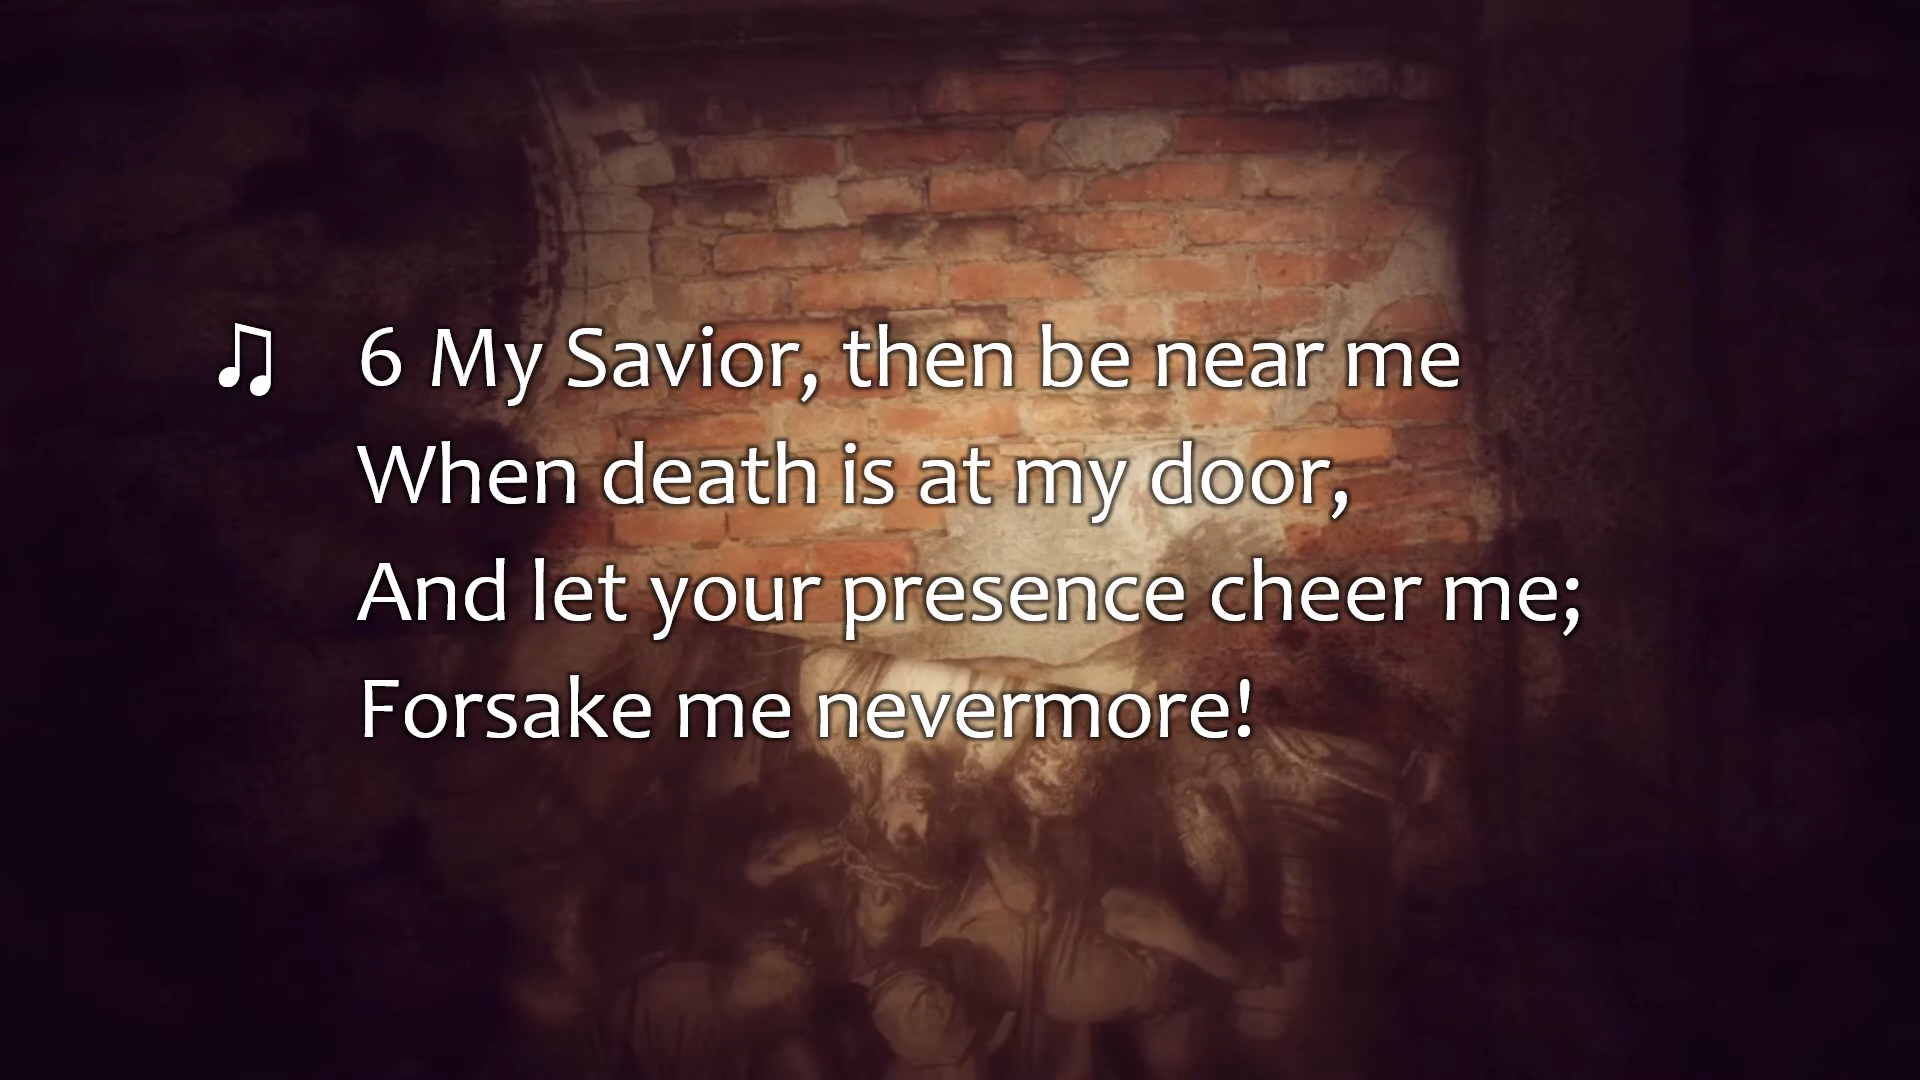 ♫ 6 My Savior, then be near me
When death is at my door,
And let your presence cheer me;
Forsake me nevermore!